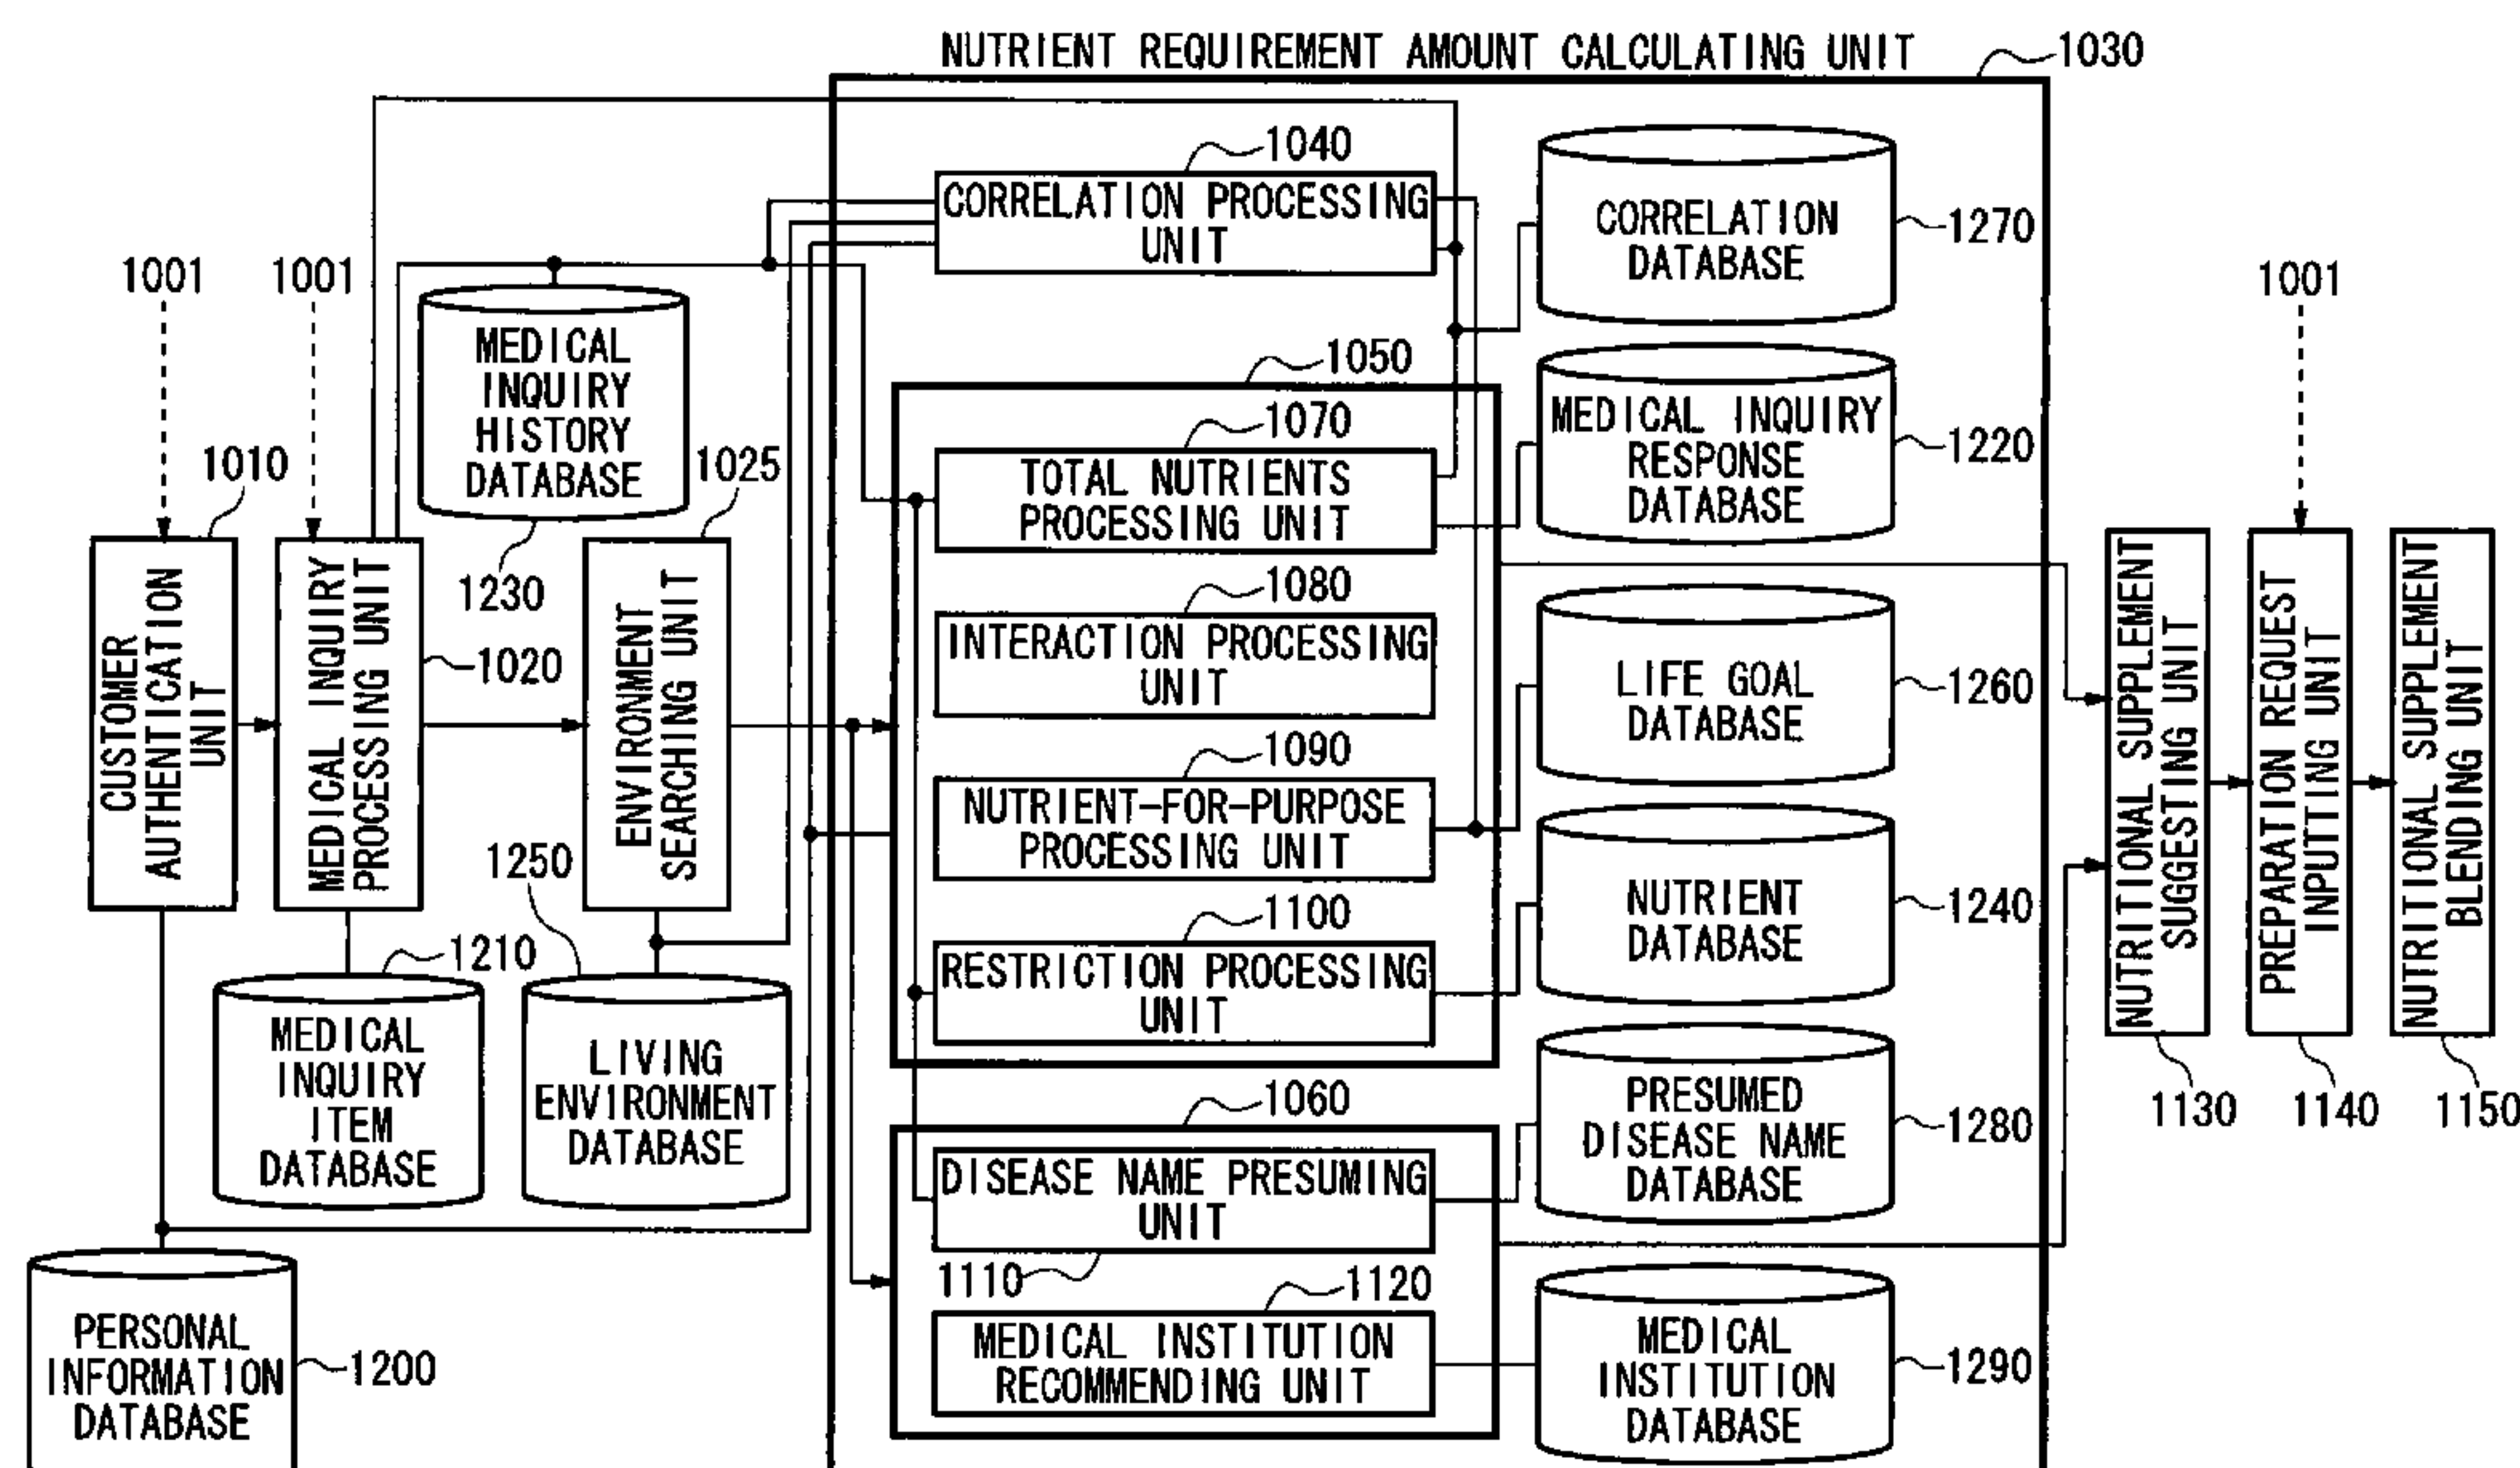 NUTRIENT REQUIREMENT AMOUNT CALCULATING UNIT
1030
1040
CORRELATION PROCESSING
UNIT
CORRELATION
DATABASE
1270
1001
1001
1001
MEDICAL
INQUIRY
HISTORY
DATABASE
1230
1010
CUSTOMER
AUTHENTICATION
UNIT
MEDICAL INQUIRY
PROCESSING UNIT
1020
1025
ENVIRONMENT
SEARCHING UNIT
1050
1070
TOTAL NUTRIENTS
PROCESSING UNIT
MEDICAL INQUIRY
RESPONSE
DATABASE
1220
1080
INTERACTION PROCESSING
UNIT
LIFE GOAL
DATABASE
1260
1090
NUTRIENT-FOR-PURPOSE
PROCESSING UNIT
NUTRIENT
DATABASE
1240
1100
RESTRICTION PROCESSING
UNIT
1210
MEDICAL
INQUIRY
ITEM
DATABASE
1250
LIVING
ENVIRONMENT
DATABASE
1060
DISEASE NAME PRESUMING
UNIT
1110
PRESUMED
DISEASE NAME
DATABASE
1280
1120
MEDICAL INSTITUTION
RECOMMENDING UNIT
MEDICAL
INSTITUTION
DATABASE
1290
PERSONAL
INFORMATION
DATABASE
1200
NUTRITIONAL SUPPLEMENT
SUGGESTING UNIT
1130
PREPARATION REQUEST
INPUTTING UNIT
1140
NUTRITIONAL SUPPLEMENT
BLENDING UNIT
1150